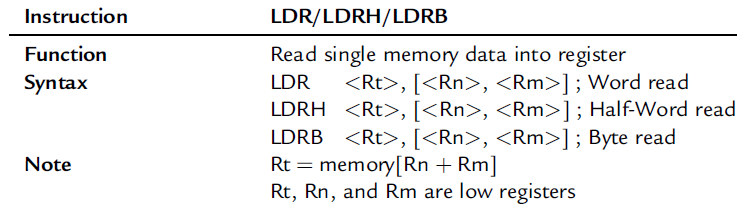 Instruction LDR/LDRH/LDRB
Function Read single memory data into register
Syntax LDR <Rt>, [<Rn>, <Rm>] ; Word read
LDRH <Rt>, [<Rn>, <Rm>] ; Half-Word read
LDRB <Rt>, [<Rn>, <Rm>] ; Byte read
Note Rt = memory[Rn + Rm]
Rt, Rn, and Rm are low registers